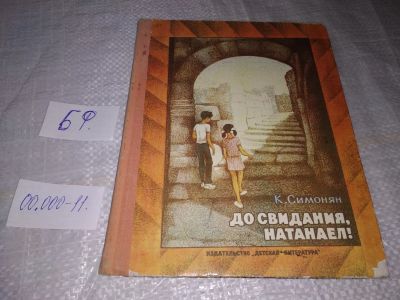 БФ.
00.000-11.
К. Симонян
ДО СВИДАНИЯ,
НАТАНАЕЛ!
ИЗДАТЕЛЬСТВО „ДЕТСКАЯ ЛИТЕРАТУРА“